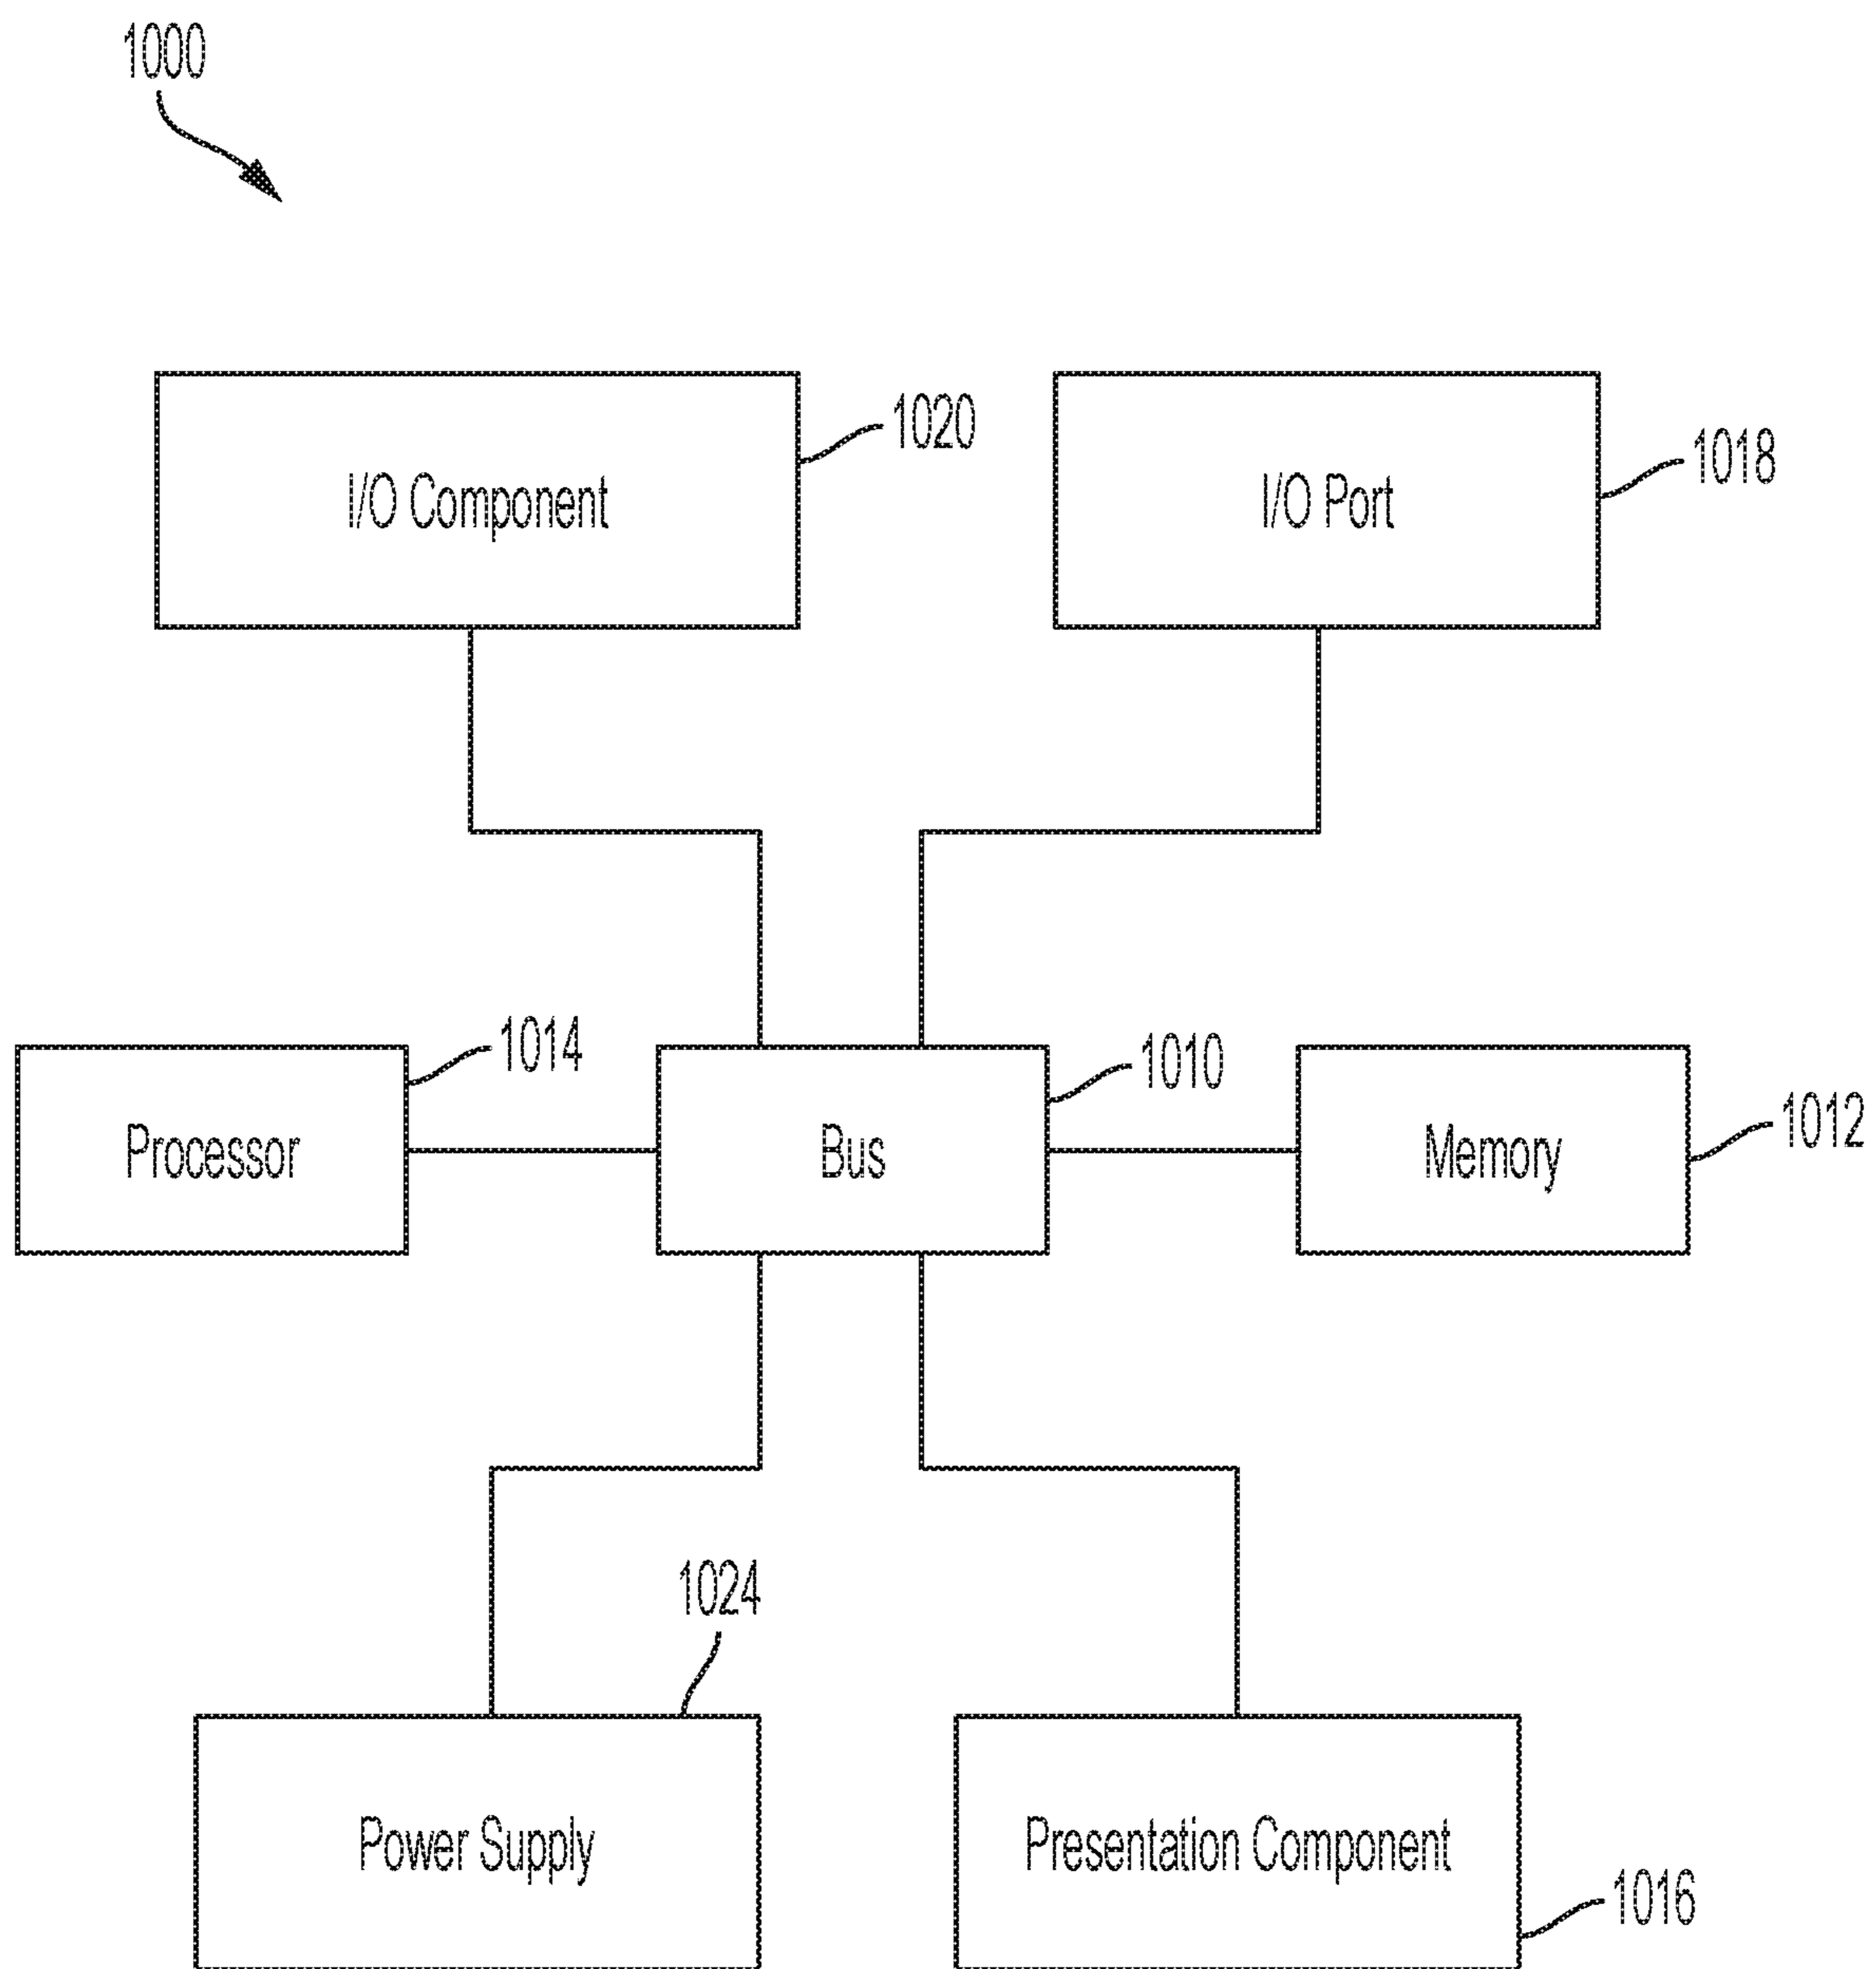 1000
I/O Component
1020
I/O Port
1018
Processor
1014
Bus
1010
Memory
1012
Power Supply
1024
Presentation Component
1016